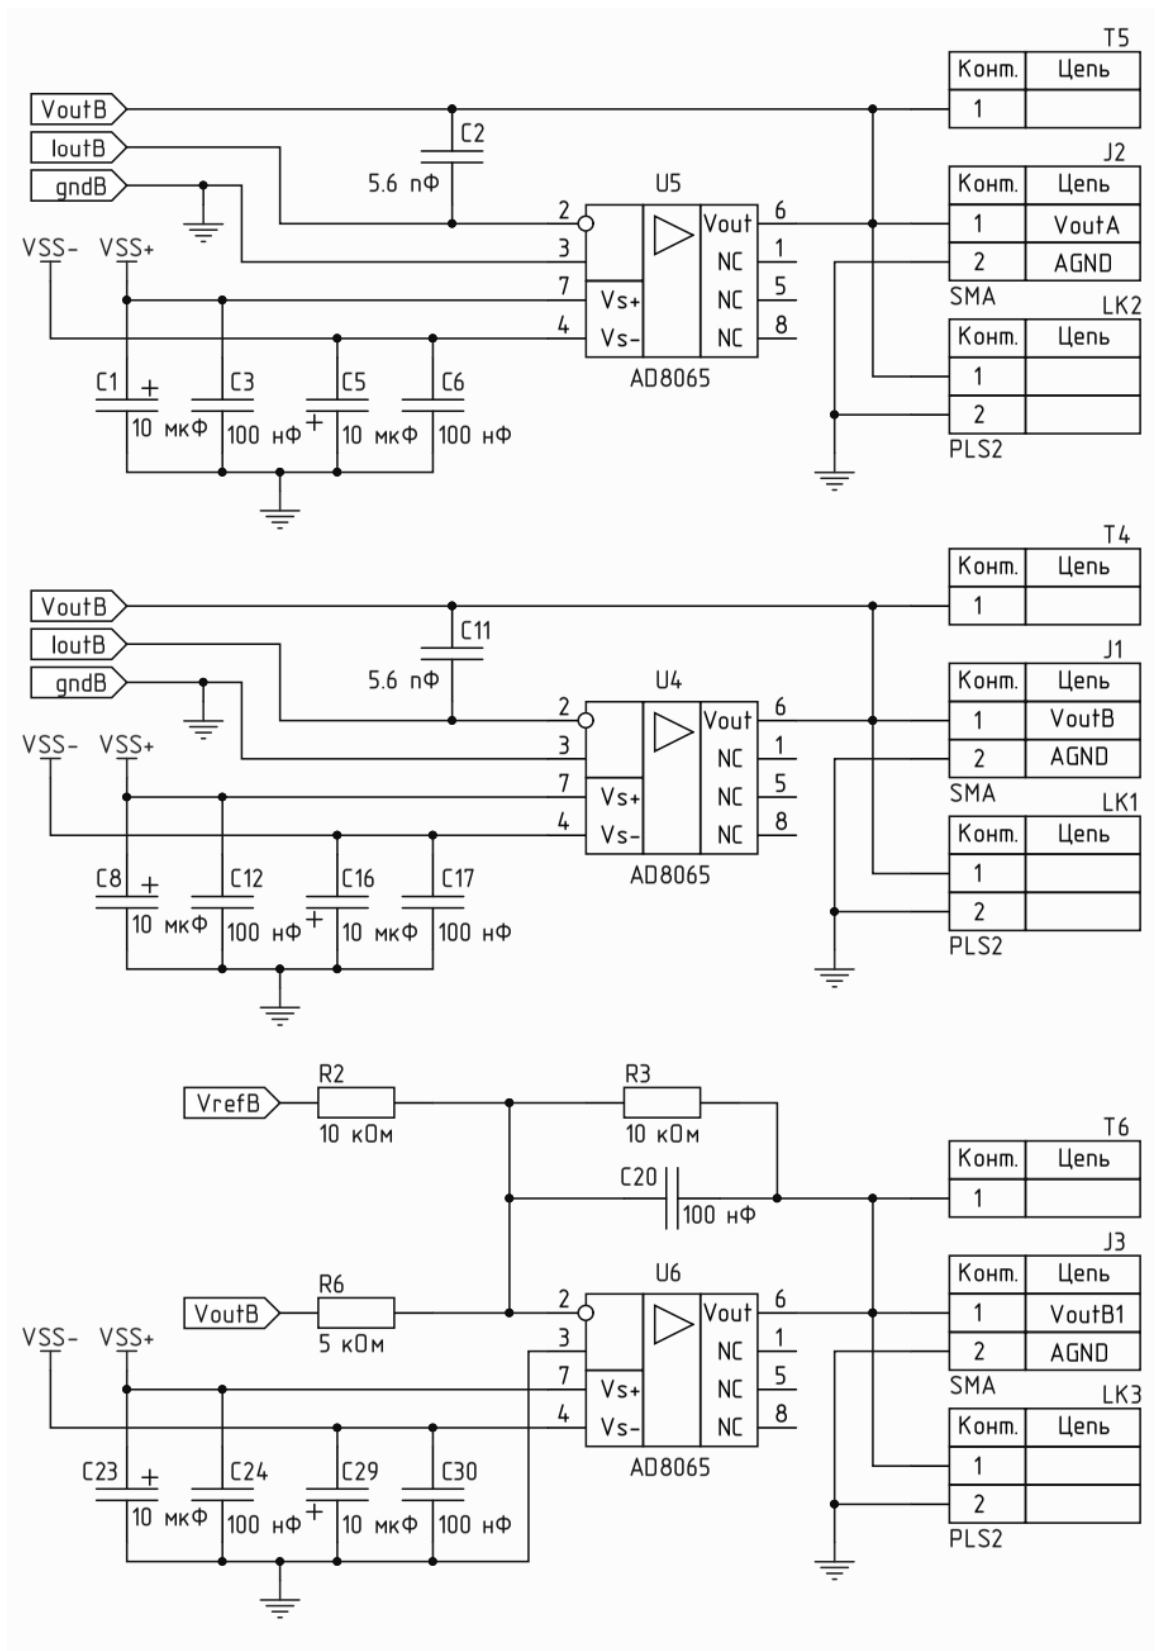 T5
Конт. Цепь
VoutB
1
IoutB
C2
J2
5.6 пФ
U5
Конт. Цепь
gndB
2 Vout 6
1 VoutA
VSS- VSS+
3 NC 1
2 AGND
7 Vs+ NC 5
SMA
LK2
4 Vs- NC 8
Конт. Цепь
C1 + C3 C5 C6
AD8065
1
10 мкФ 100 нФ + 10 мкФ 100 нФ
2
PLS2
T4
Конт. Цепь
VoutB
1
IoutB
C11
J1
5.6 пФ
U4
Конт. Цепь
gndB
2 Vout 6
1 VoutB
VSS- VSS+
3 NC 1
2 AGND
7 Vs+ NC 5
SMA
LK1
4 Vs- NC 8
Конт. Цепь
C8 + C12 C16 C17
AD8065
1
10 мкФ 100 нФ + 10 мкФ 100 нФ
2
PLS2
R2 R3
VrefB
10 кОм 10 кОм
T6
Конт. Цепь
C20
1
100 нФ
J3
R6
U6
Конт. Цепь
VoutB
2 Vout 6
1 VoutB1
5 кОм
VSS- VSS+
3 NC 1
2 AGND
7 Vs+ NC 5
SMA
LK3
4 Vs- NC 8
Конт. Цепь
C23 + C24 C29 C30
AD8065
1
10 мкФ 100 нФ + 10 мкФ 100 нФ
2
PLS2